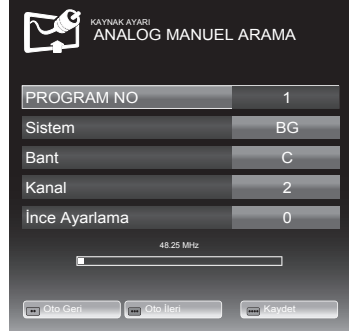 KAYNAK AYARI
ANALOG MANUEL ARAMA
PROGRAM NO 1
Sistem BG
Bant C
Kanal 2
İnce Ayarlama 0
48.25 MHz
Oto Geri Oto İleri Kaydet